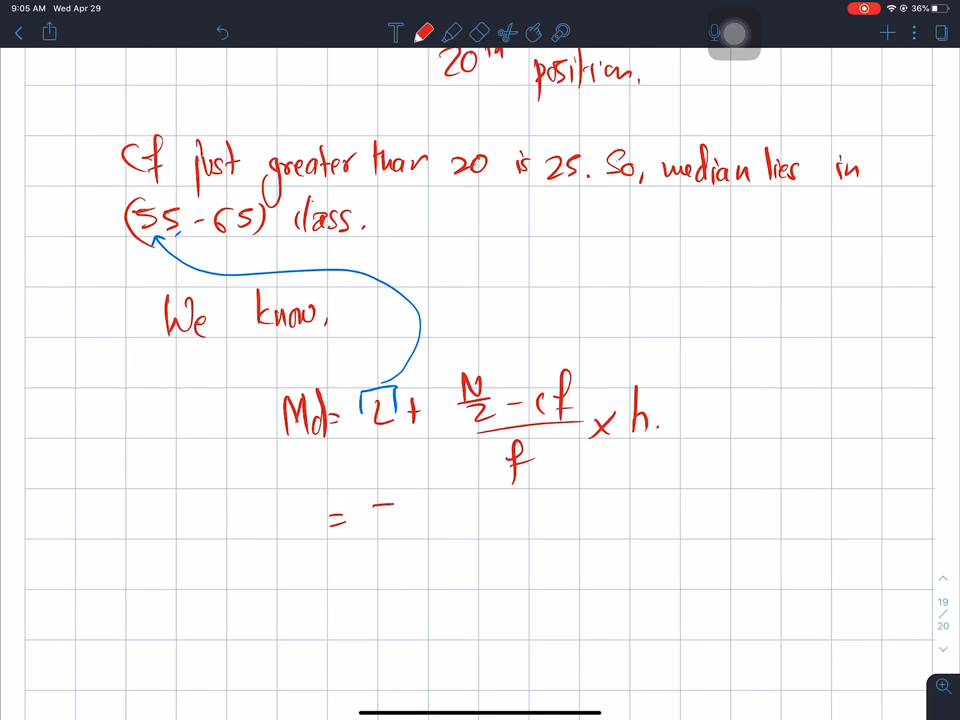 9:05 AM Wed Apr 29
36%
T
20th position.
Cf just greater than 20 is 25. So, median lies in
(55-65) class.
We know,
Md = L + N/2 - cf / f × h.
=
19
/
20